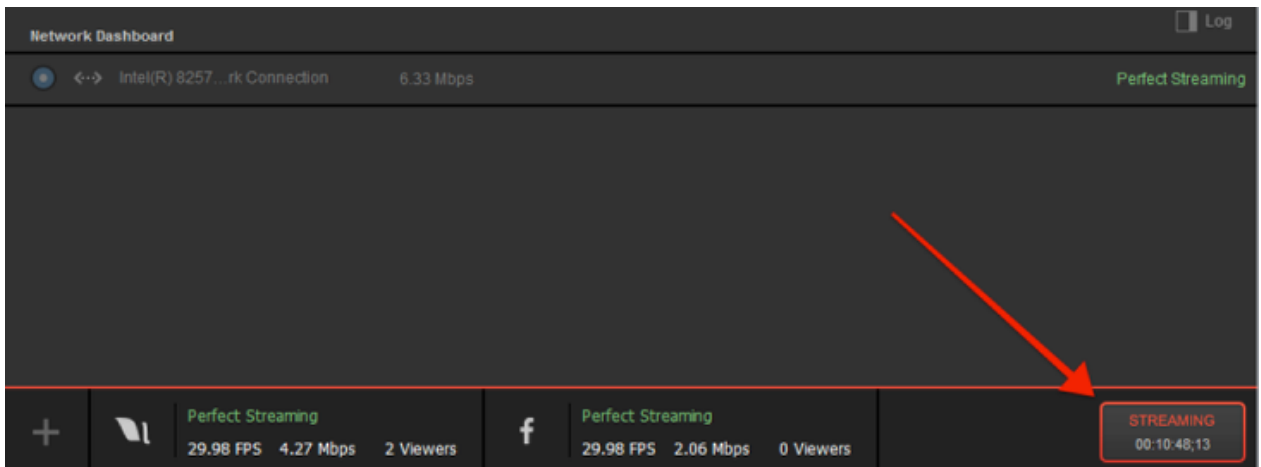 Log
Network Dashboard
Intel(R) 8257...rk Connection 6.33 Mbps Perfect Streaming
Perfect Streaming
29.98 FPS 4.27 Mbps 2 Viewers
f
Perfect Streaming
29.98 FPS 2.06 Mbps 0 Viewers
STREAMING
00:10:48;13